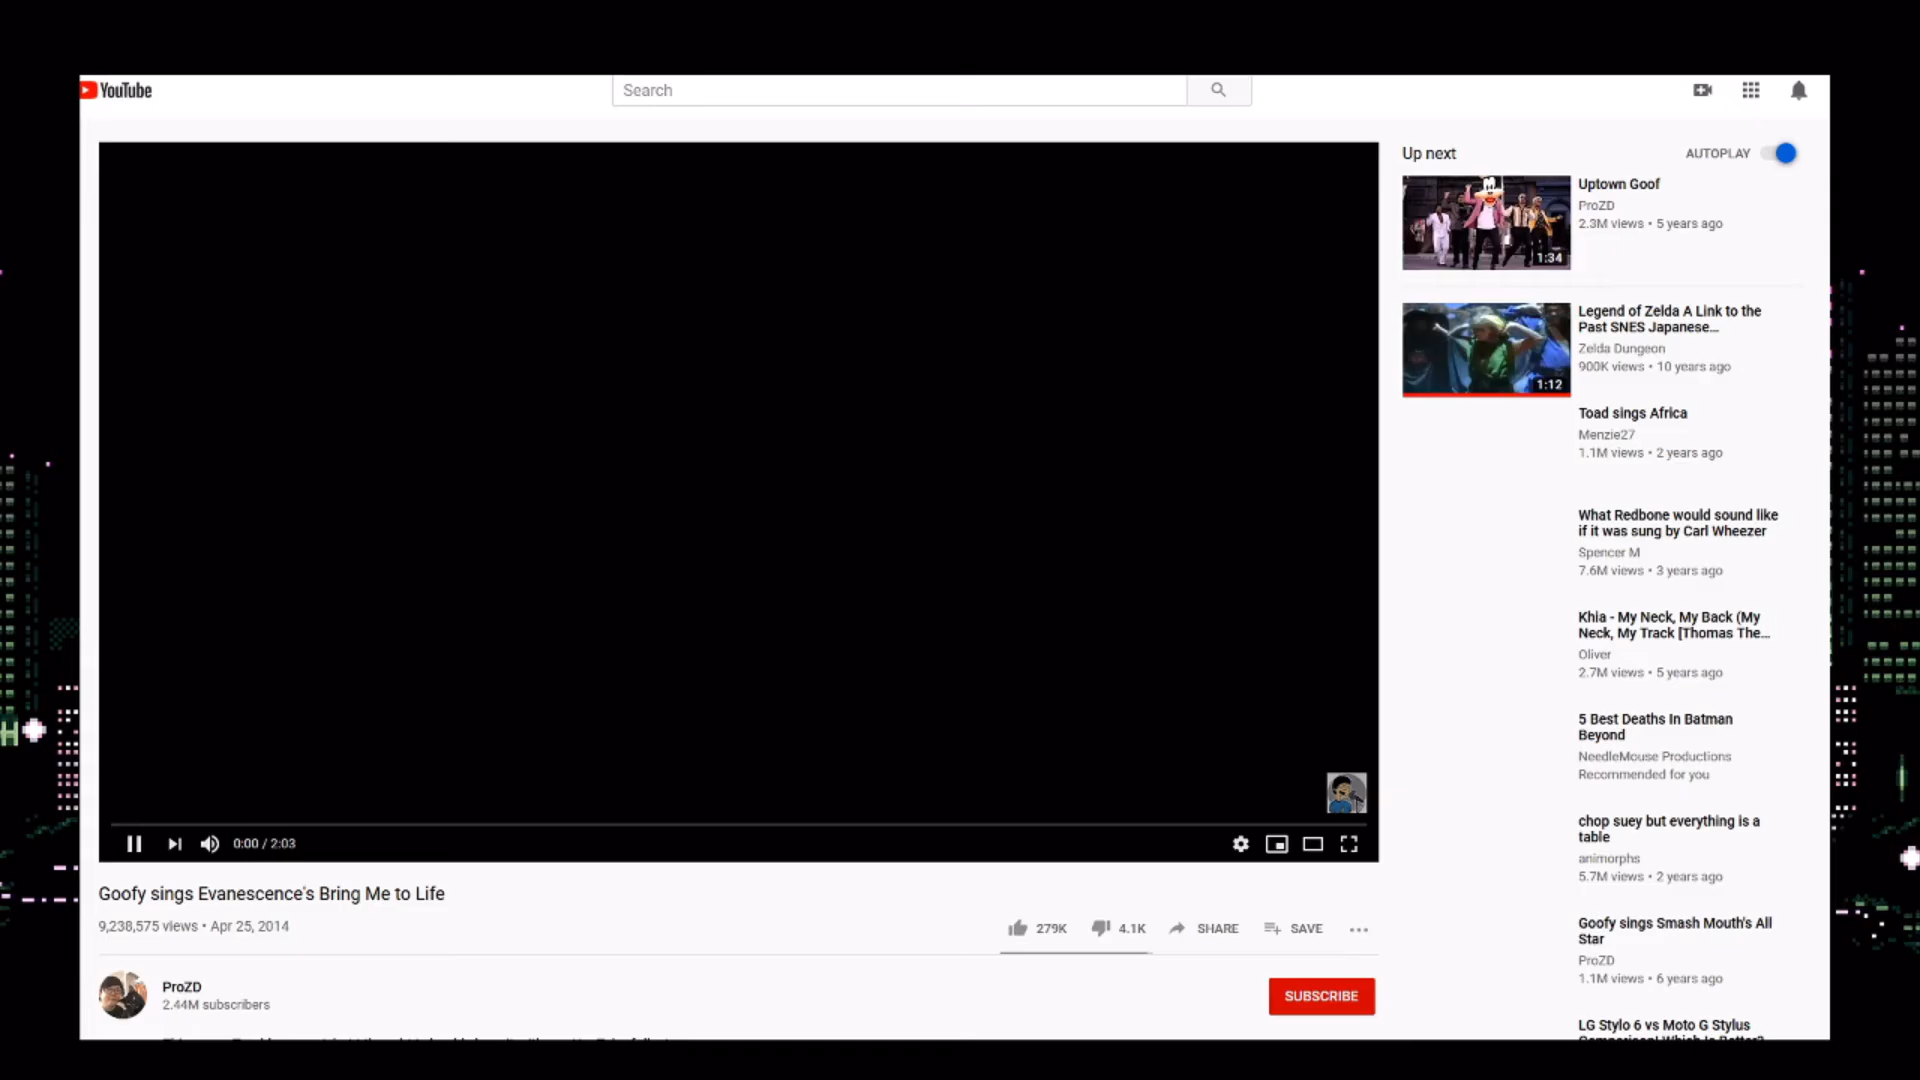 YouTube
Search
Up next
AUTOPLAY
Uptown Goof
ProZD
2.3M views • 5 years ago
1:34
Legend of Zelda A Link to the
Past SNES Japanese...
Zelda Dungeon
900K views • 10 years ago
1:12
Toad sings Africa
Menzie27
1.1M views • 2 years ago
What Redbone would sound like
if it was sung by Carl Wheezer
Spencer M
7.6M views • 3 years ago
Khia - My Neck, My Back (My
Neck, My Track [Thomas The...
Oliver
2.7M views • 5 years ago
5 Best Deaths In Batman
Beyond
NeedleMouse Productions
Recommended for you
chop suey but everything is a
table
animorphs
5.7M views • 2 years ago
Goofy sings Smash Mouth's All
Star
ProZD
1.1M views • 6 years ago
LG Stylo 6 vs Moto G Stylus
0:00 / 2:03
Goofy sings Evanescence's Bring Me to Life
9,238,575 views • Apr 25, 2014
279K
4.1K
SHARE
SAVE
ProZD
2.44M subscribers
SUBSCRIBE